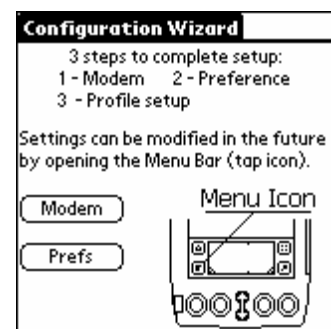 Configuration Wizard
3 steps to complete setup:
1 - Modem 2 - Preference
3 - Profile setup
Settings can be modified in the future
by opening the Menu Bar (tap icon).
Menu Icon
Modem
Prefs